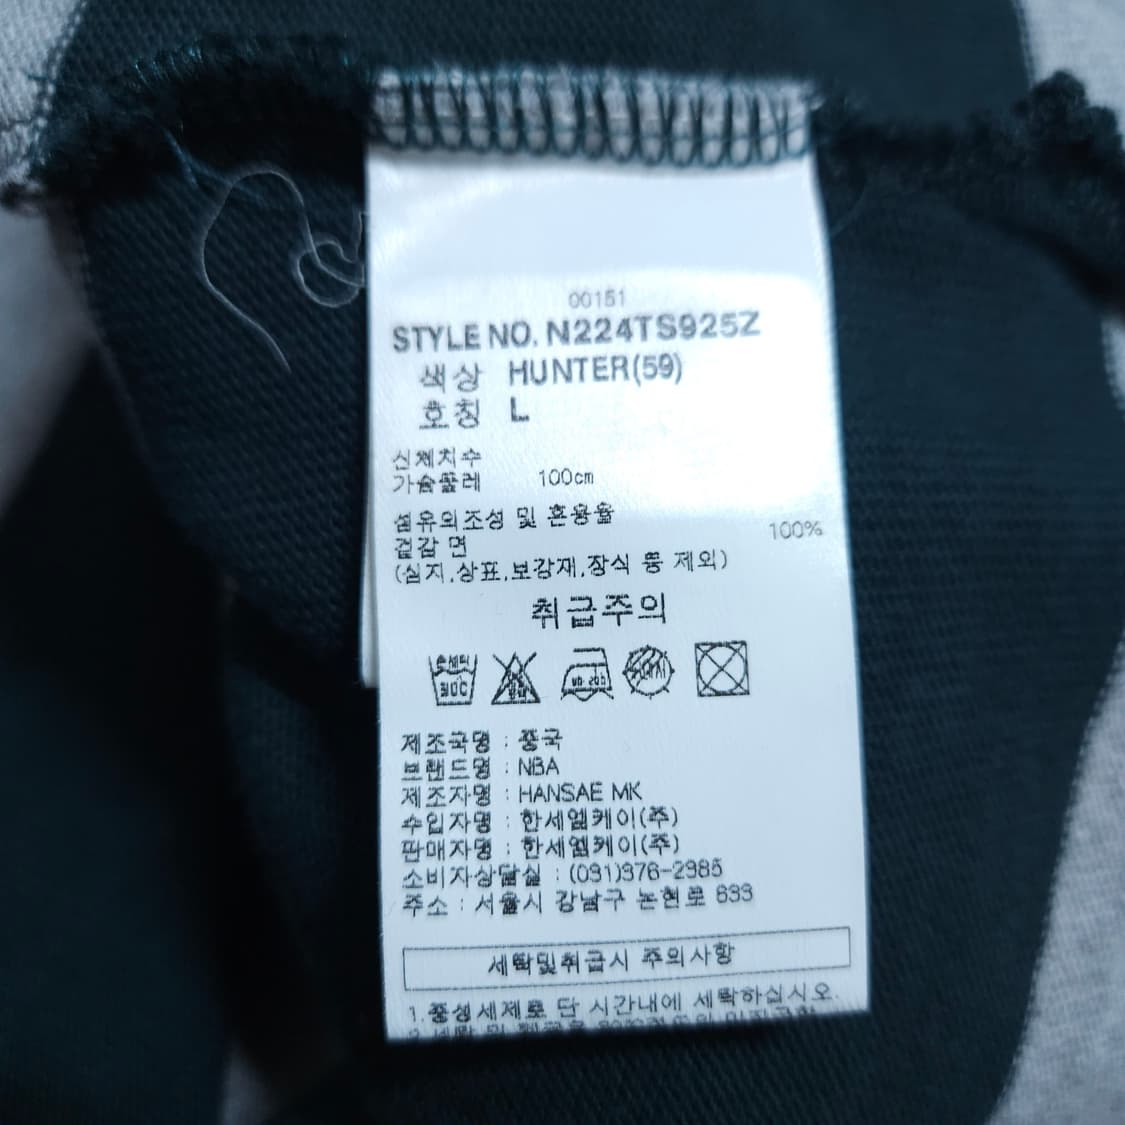 00151
STYLE NO. N224TS925Z
색상 HUNTER(59)
호칭 L
신체치수
가슴둘레 100cm
섬유의조성 및 혼용율
겉감 면 100%
(심지,상표,보강재,장식 등 제외)
취급주의
손세탁
30℃
제조국명 : 중국
브랜드명 : NBA
제조자명 : HANSAE MK
수입자명 : 한세엠케이(주)
판매자명 : 한세엠케이(주)
소비자상담실 : (031)376-2985
주소 : 서울시 강남구 논현로 633
세탁및취급시 주의사항
1.중성세제로 단 시간내에 세탁하십시오.